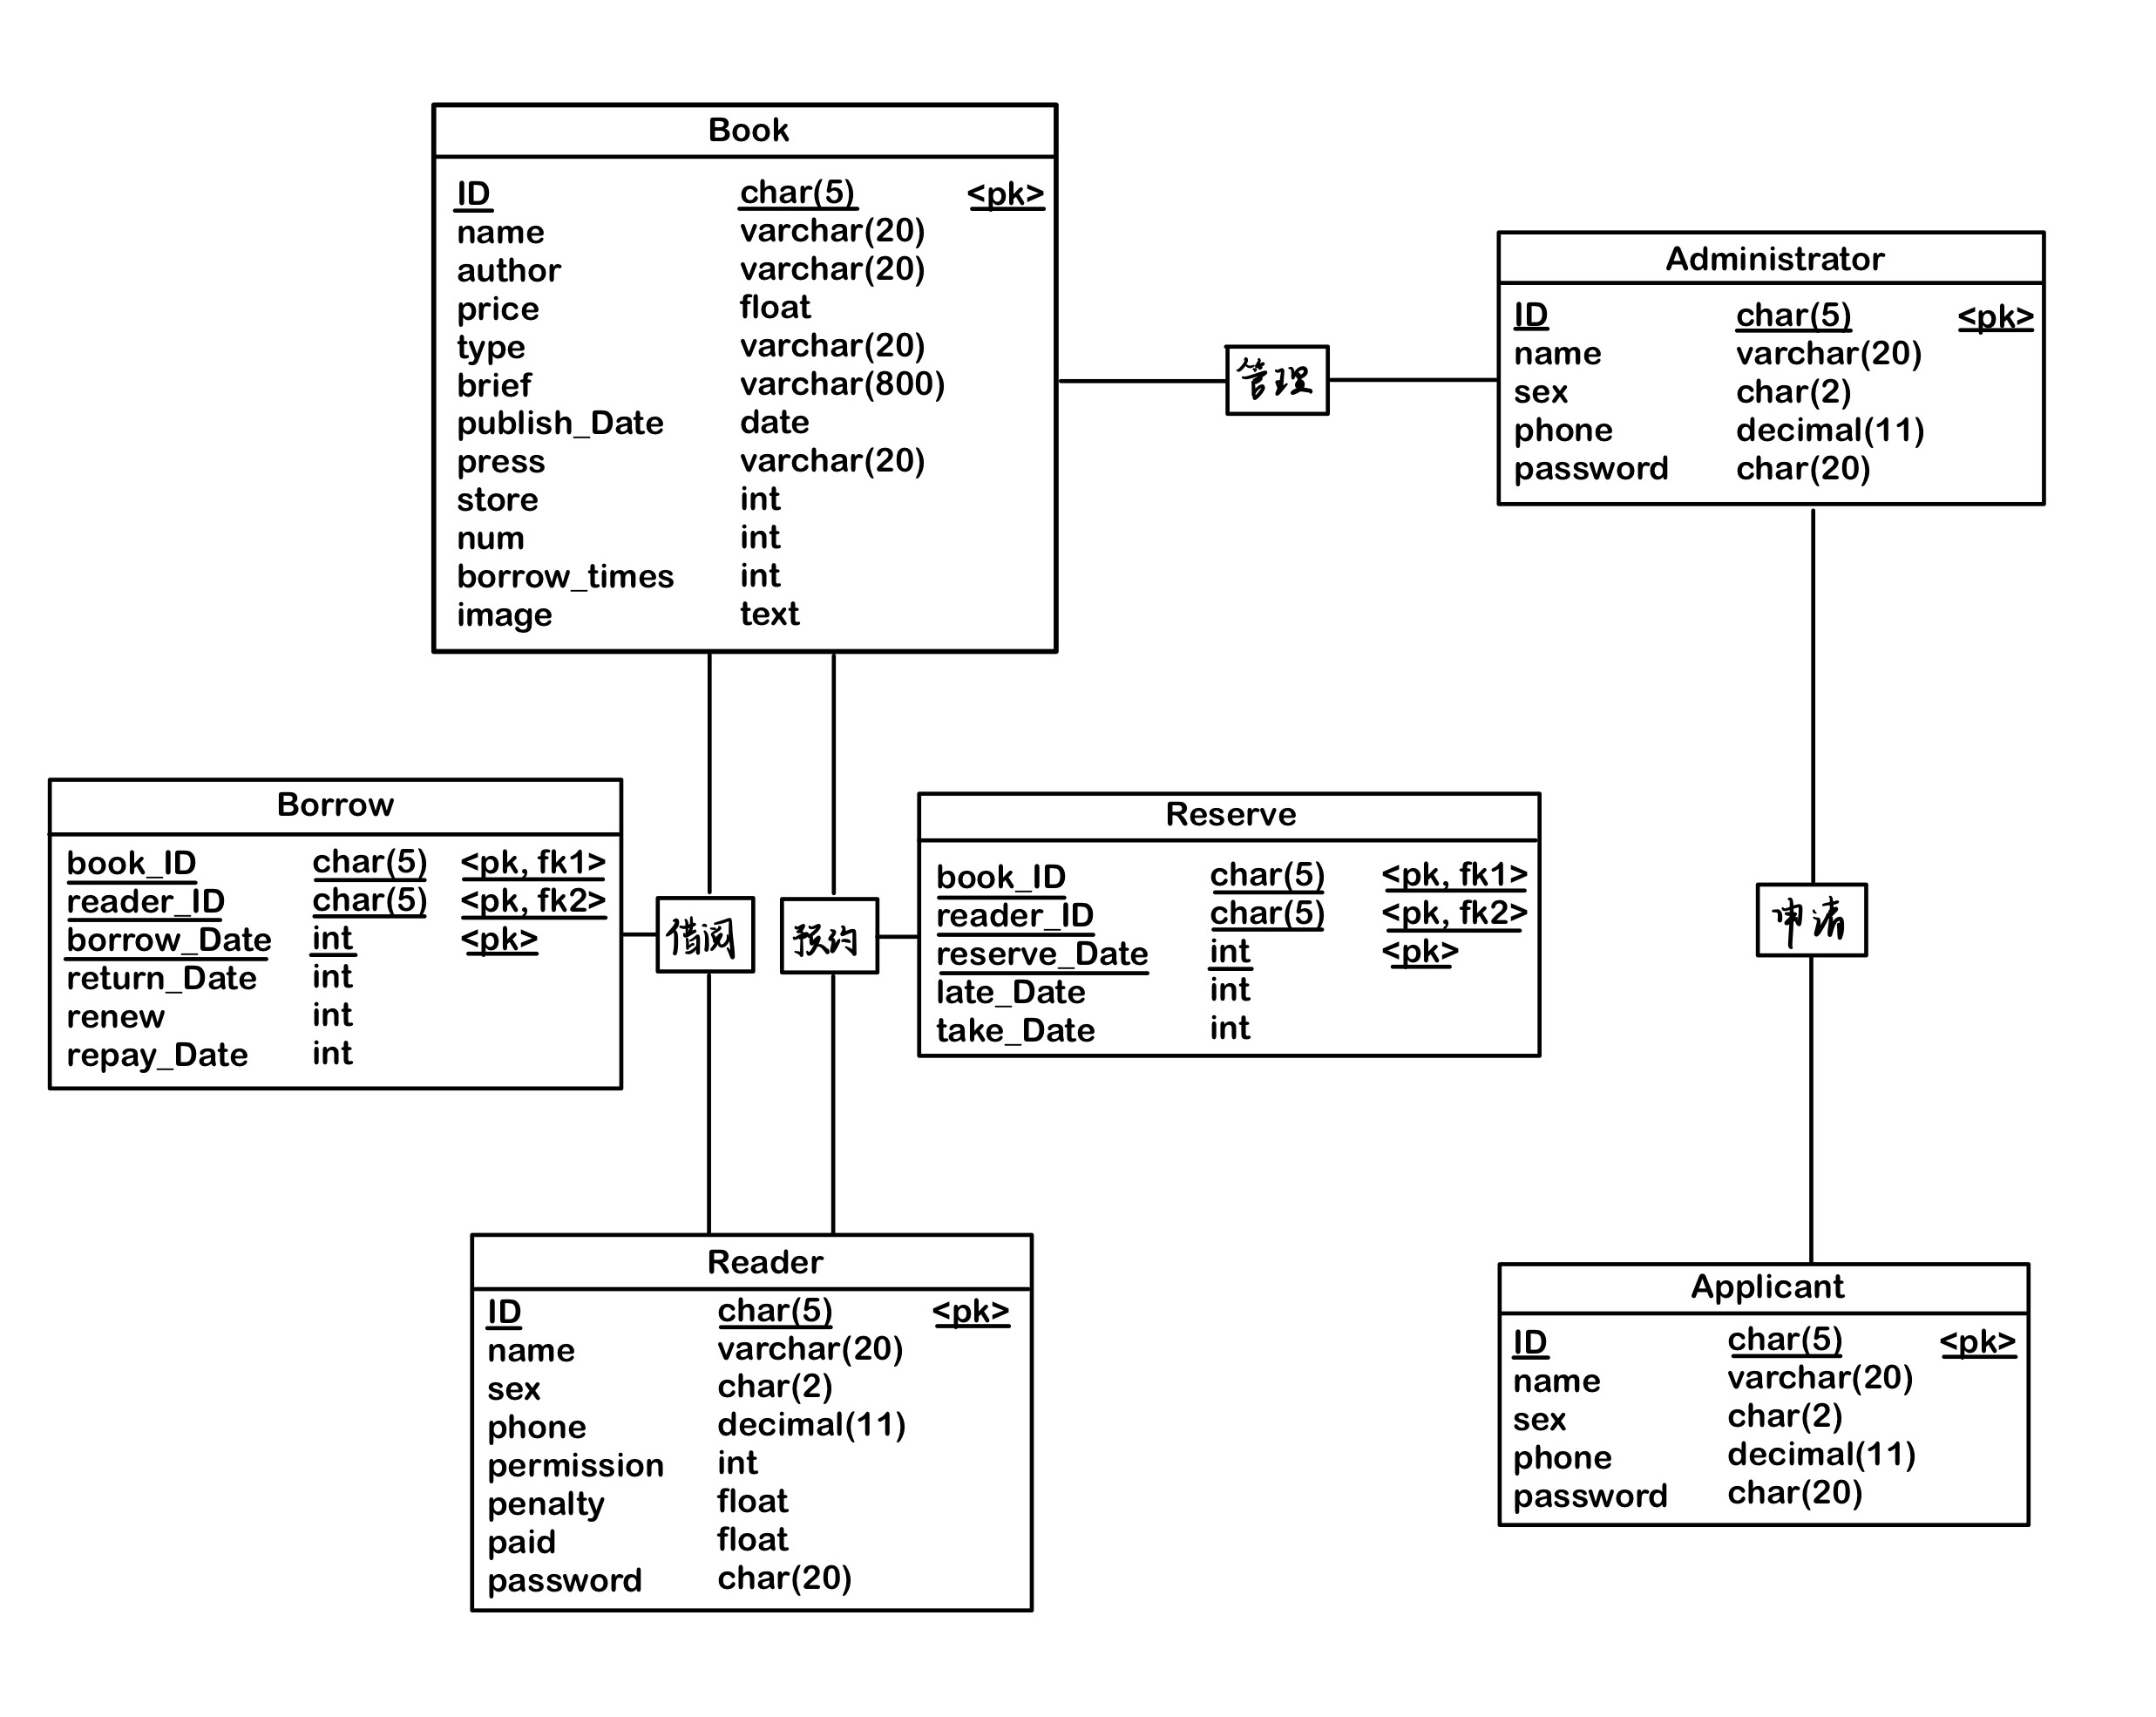 Book
ID char(5) <pk>
name varchar(20)
author varchar(20)
price float
type varchar(20)
brief varchar(800)
publish_Date date
press varchar(20)
store int
num int
borrow_times int
image text
管理
Administrator
ID char(5) <pk>
name varchar(20)
sex char(2)
phone decimal(11)
password char(20)
Borrow
book_ID char(5) <pk, fk1>
reader_ID char(5) <pk, fk2>
borrow_Date int <pk>
return_Date int
renew int
repay_Date int
借阅
预订
Reserve
book_ID char(5) <pk, fk1>
reader_ID char(5) <pk, fk2>
reserve_Date int <pk>
late_Date int
take_Date int
申请
Reader
ID char(5) <pk>
name varchar(20)
sex char(2)
phone decimal(11)
permission int
penalty float
paid float
password char(20)
Applicant
ID char(5) <pk>
name varchar(20)
sex char(2)
phone decimal(11)
password char(20)